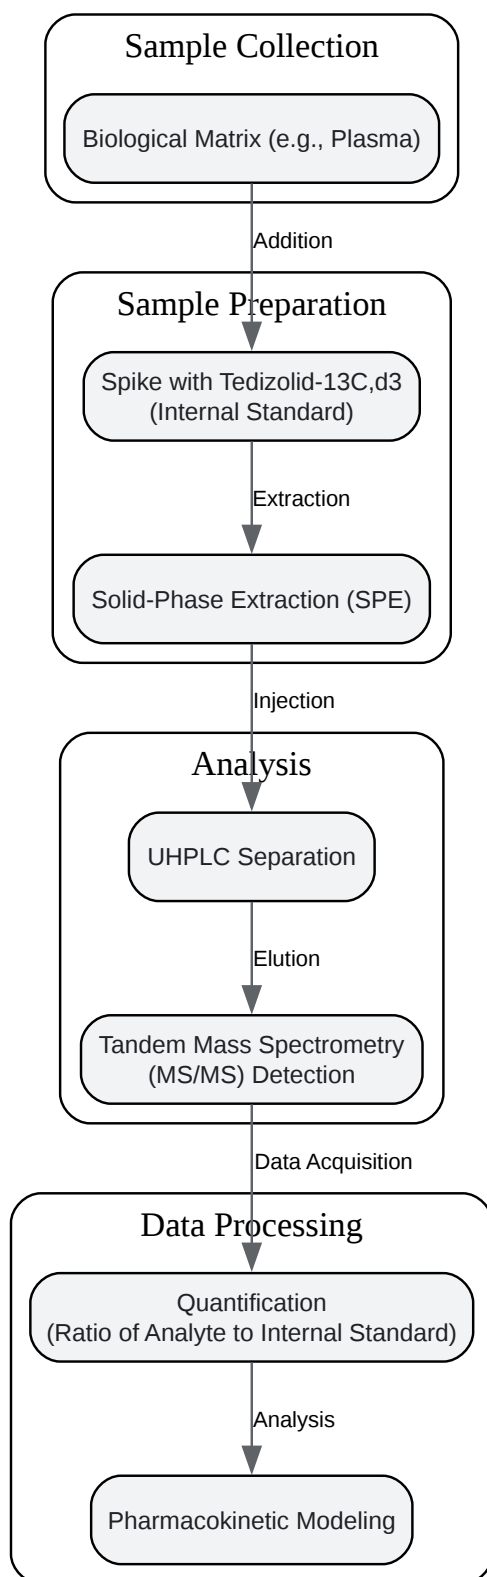 Sample Collection
Biological Matrix (e.g., Plasma)
Addition
Sample Preparation
Spike with Tedizolid-13C,d3
(Internal Standard)
Extraction
Solid-Phase Extraction (SPE)
Injection
Analysis
UHPLC Separation
Elution
Tandem Mass Spectrometry
(MS/MS) Detection
Data Acquisition
Data Processing
Quantification
(Ratio of Analyte to Internal Standard)
Analysis
Pharmacokinetic Modeling